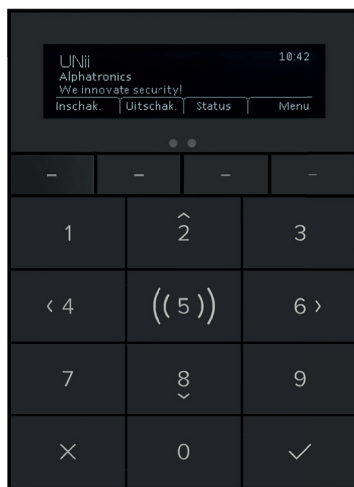 UNii 10:42
Alphatronics
We innovate security!
Inschak. Uitschak. Status Menu
1 2 3
4 5 6
7 8 9
0